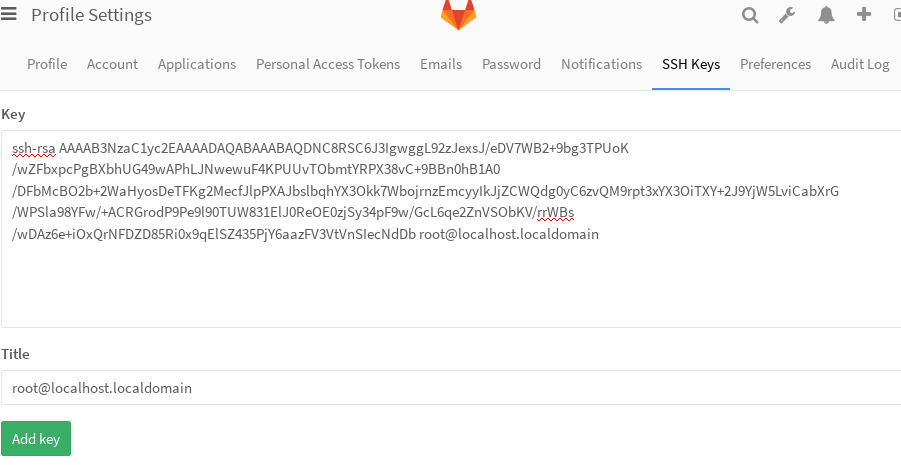 Profile Settings
Profile Account Applications Personal Access Tokens Emails Password Notifications SSH Keys Preferences Audit Log
Key
ssh-rsa AAAAB3NzaC1yc2EAAAADAQABAAABAQDNC8RSC6J3IgwggL92zJexsJ/eDV7WB2+9bg3TPUoK
/wZFbxpcPgBXbhUG49wAPhLJNwewuF4KPUUvTObmtYRPX38vC+9BBn0hB1A0
/DFbMcBO2b+2WaHyosDeTFKg2MecfJlpPXAJbslbqhYX3Okk7WbojrnzEmcyyIkJjZCWQdg0yC6zvQM9rpt3xYX3OiTXY+2J9YjW5LviCabXrG
/WPSla98YFw/+ACRGrodP9Pe9l90TUW831ElJ0ReOE0zjSy34pF9w/GcL6qe2ZnVSObKV/rrWBs
/wDAz6e+iOxQrNFDZD85Ri0x9qElSZ435PjY6aazFV3VtVnSIecNdDb root@localhost.localdomain
Title
root@localhost.localdomain
Add key